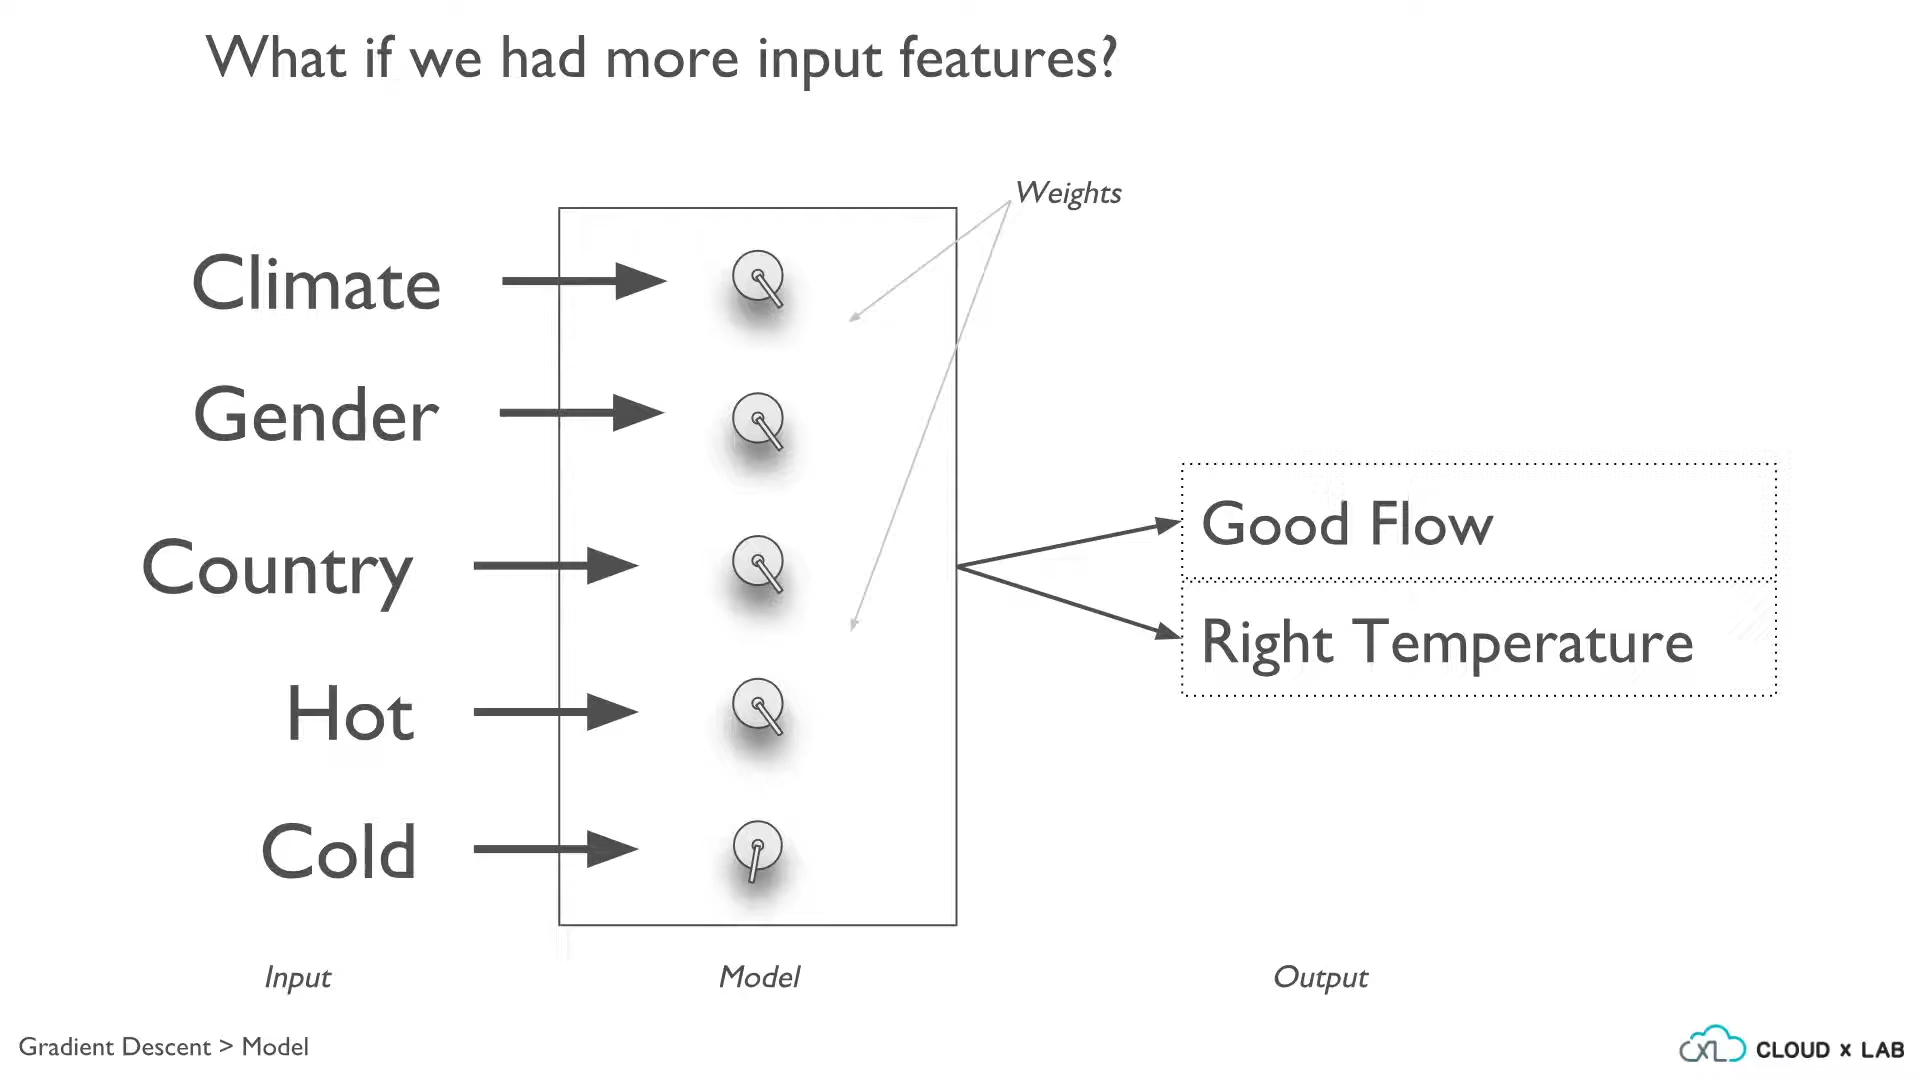 What if we had more input features?
Weights
Climate
Gender
Country
Hot
Cold
Good Flow
Right Temperature
Input
Model
Output
Gradient Descent > Model
CXL CLOUD x LAB